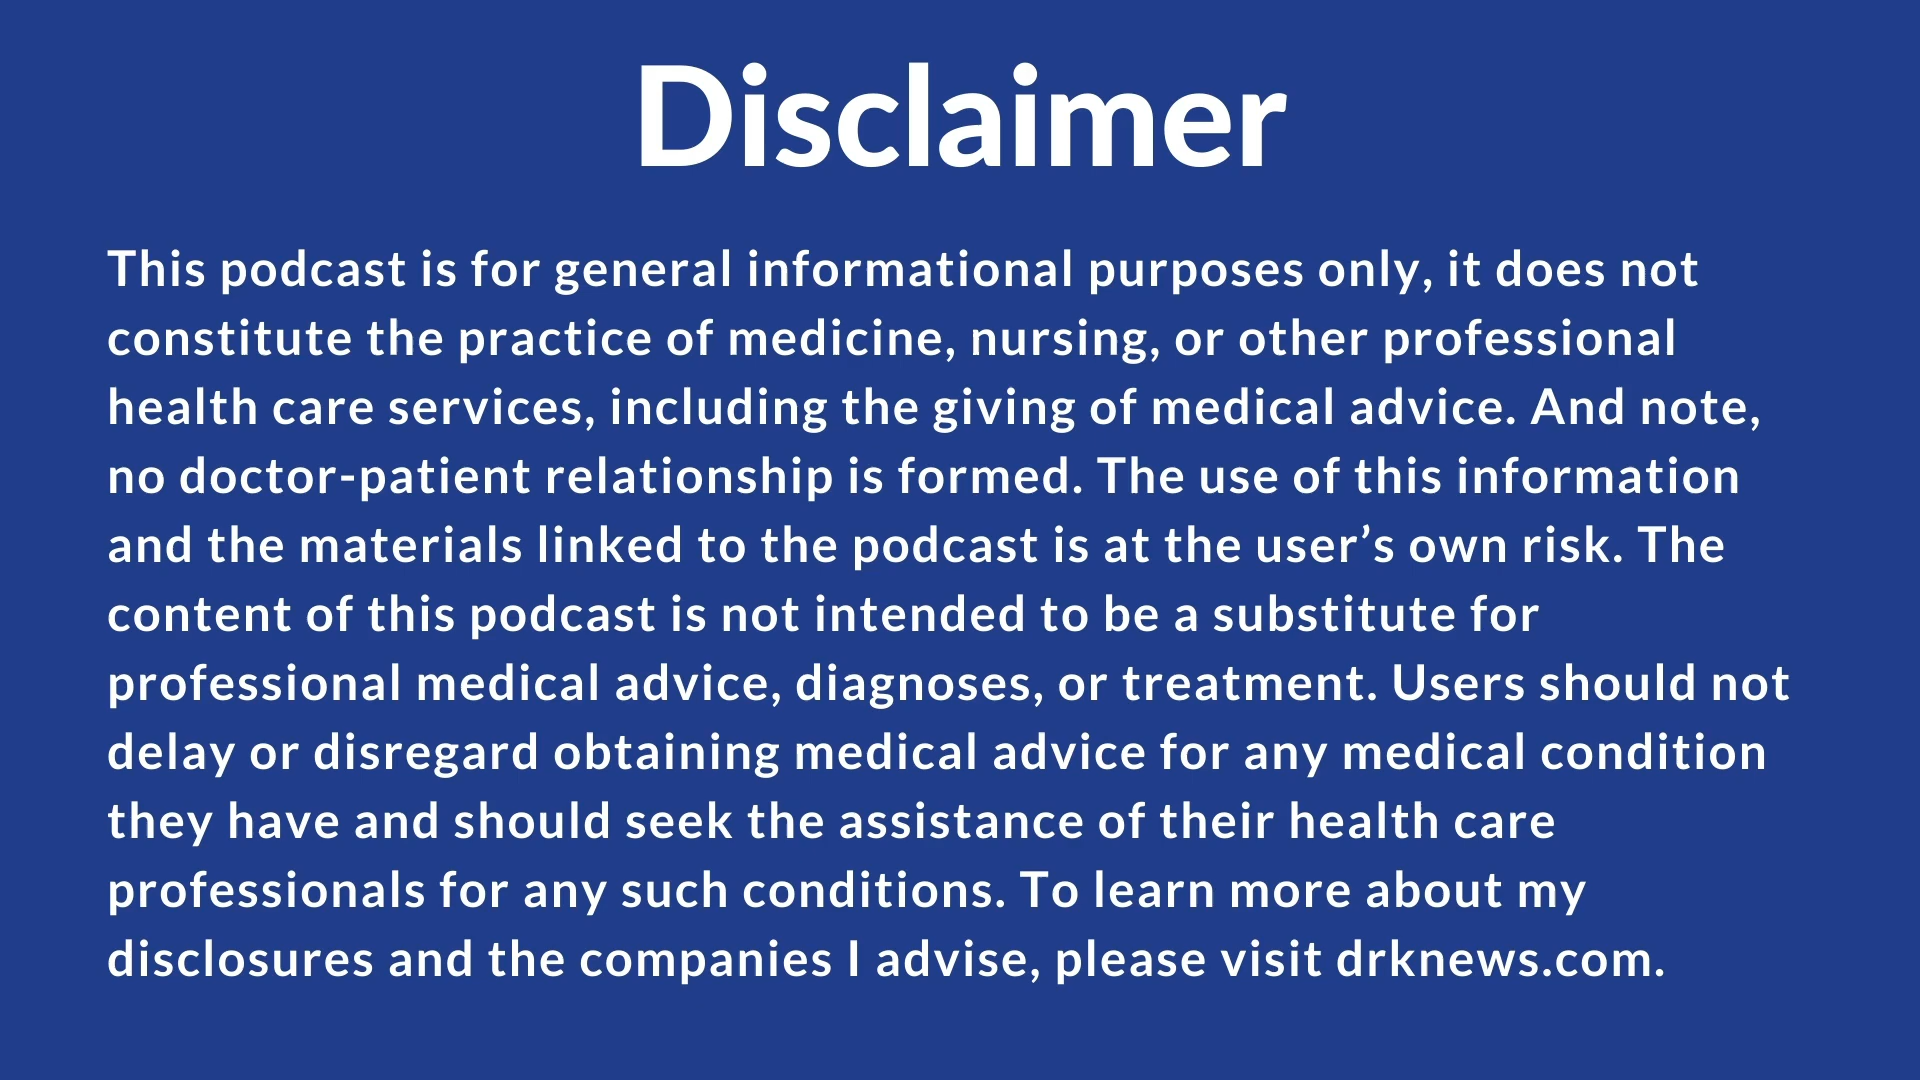 Disclaimer
This podcast is for general informational purposes only, it does not
constitute the practice of medicine, nursing, or other professional
health care services, including the giving of medical advice. And note,
no doctor-patient relationship is formed. The use of this information
and the materials linked to the podcast is at the user’s own risk. The
content of this podcast is not intended to be a substitute for
professional medical advice, diagnoses, or treatment. Users should not
delay or disregard obtaining medical advice for any medical condition
they have and should seek the assistance of their health care
professionals for any such conditions. To learn more about my
disclosures and the companies I advise, please visit drknews.com.